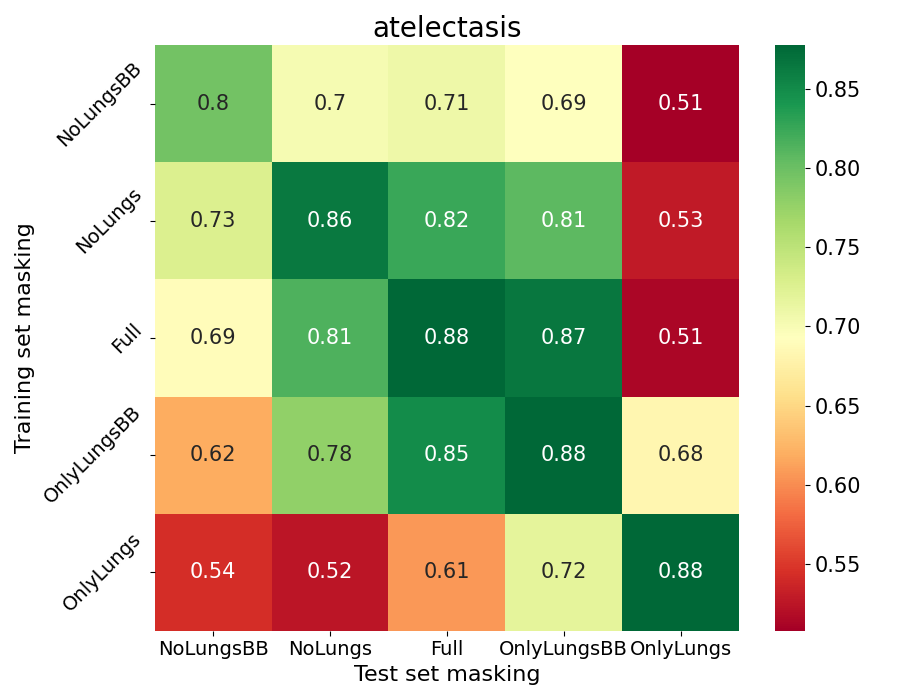 atelectasis
Training set masking
NoLungsBB 0.8 0.7 0.71 0.69 0.51
NoLungs 0.73 0.86 0.82 0.81 0.53
Full 0.69 0.81 0.88 0.87 0.51
OnlyLungsBB 0.62 0.78 0.85 0.88 0.68
OnlyLungs 0.54 0.52 0.61 0.72 0.88
NoLungsBB NoLungs Full OnlyLungsBB OnlyLungs
Test set masking
0.85
0.80
0.75
0.70
0.65
0.60
0.55